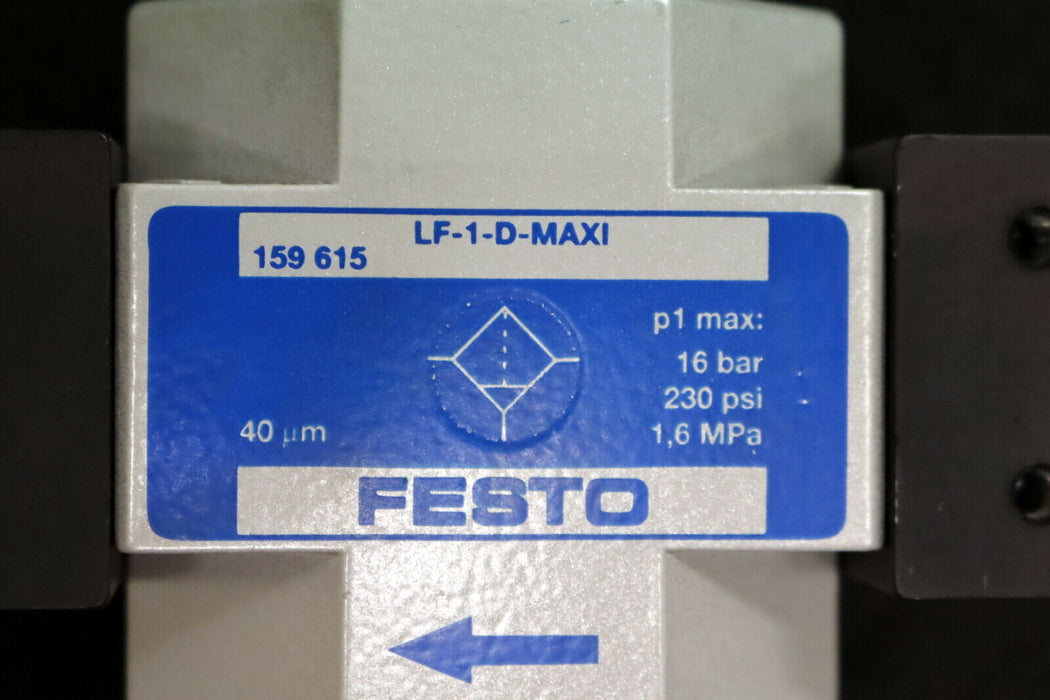 LF-1-D-MAXI
159 615
p1 max:
16 bar
230 psi
40 µm
1,6 MPa
FESTO